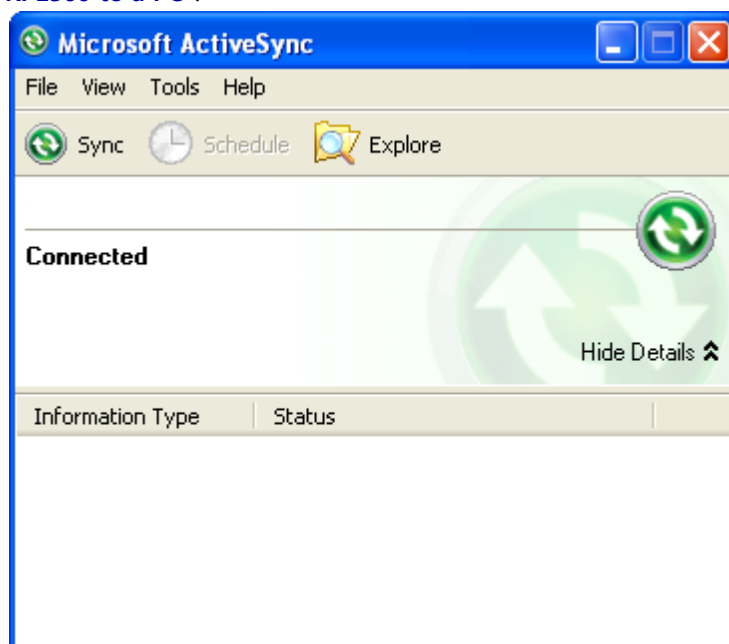 Microsoft ActiveSync
File View Tools Help
Sync Schedule Explore
Connected
Hide Details
Information Type Status